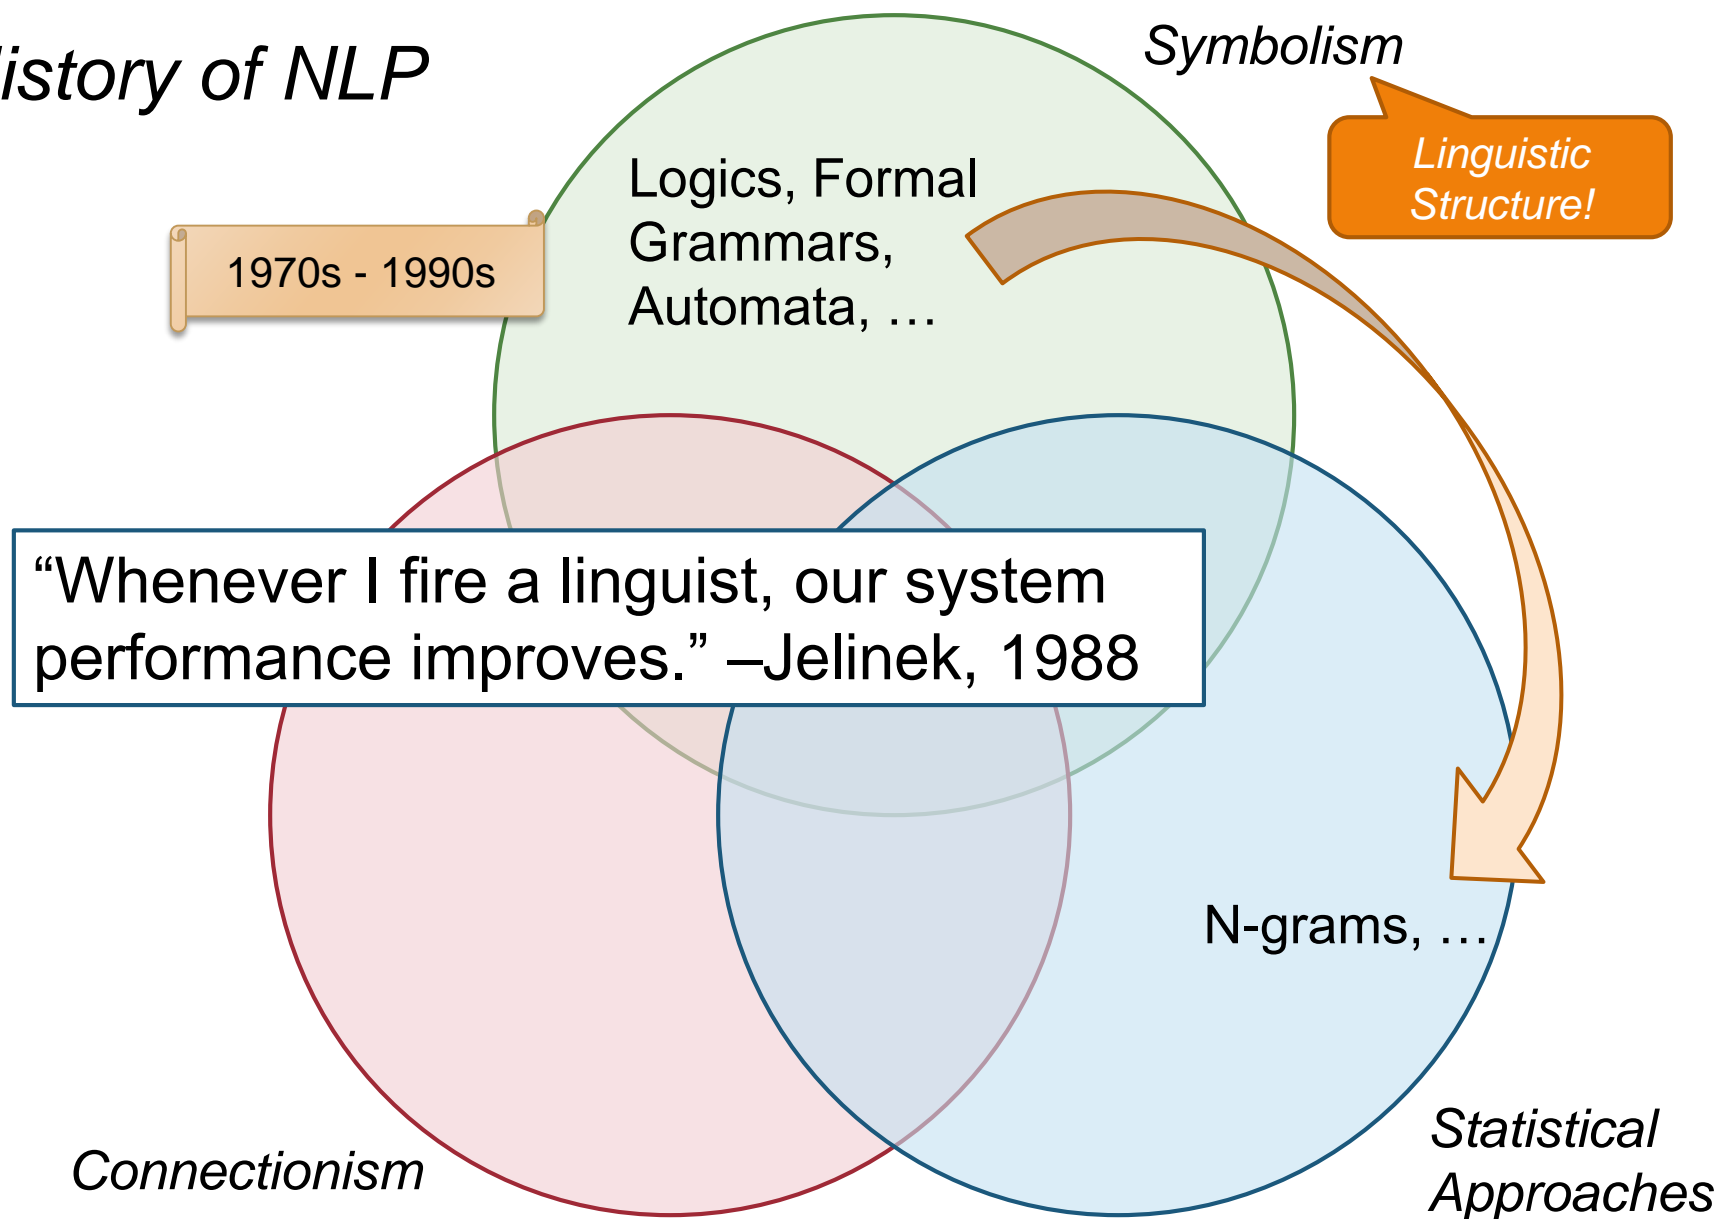 istory of NLP
Symbolism
Linguistic
Structure!
Logics, Formal
Grammars,
Automata, …
1970s - 1990s
“Whenever I fire a linguist, our system
performance improves.” –Jelinek, 1988
N-grams, …
Connectionism
Statistical
Approaches